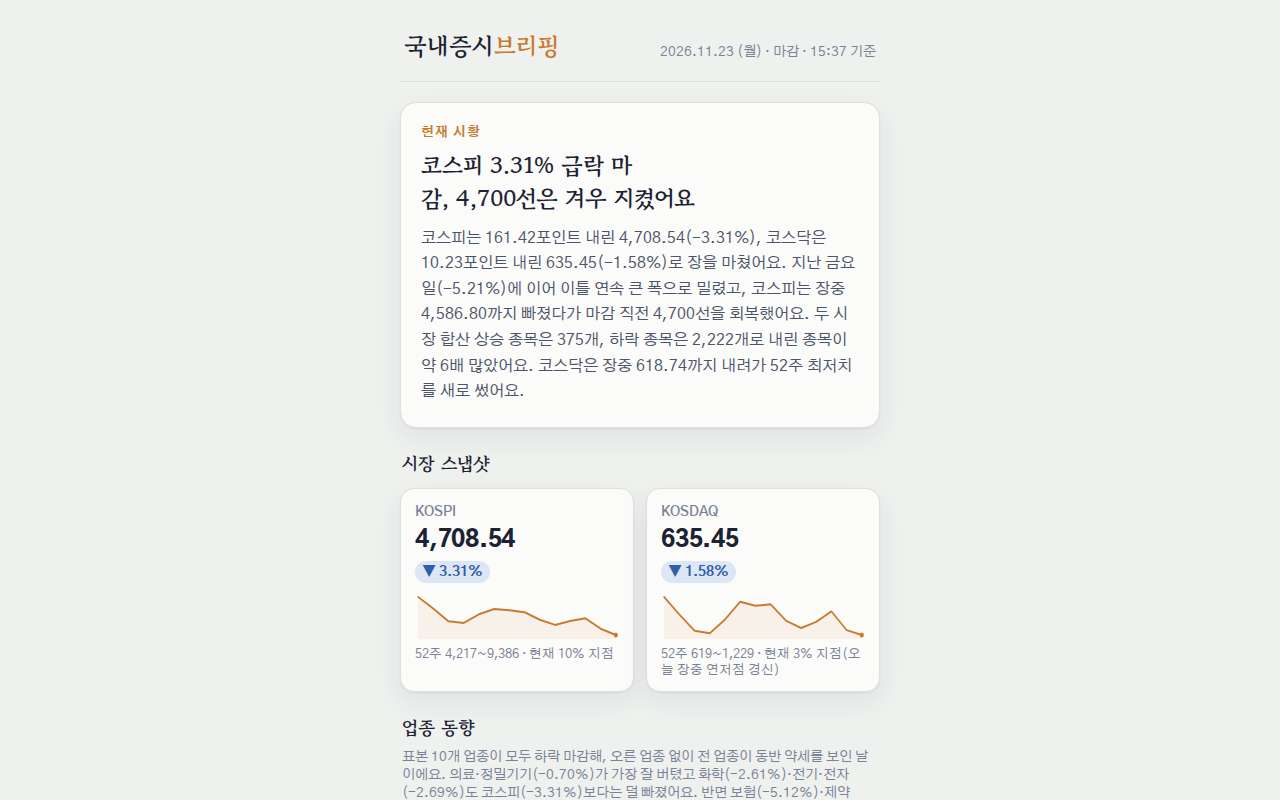 국내증시브리핑
2026.11.23 (월) · 마감 · 15:37 기준
현재 시황
코스피 3.31% 급락 마
감, 4,700선은 겨우 지켰어요
코스피는 161.42포인트 내린 4,708.54(−3.31%), 코스닥은
10.23포인트 내린 635.45(−1.58%)로 장을 마쳤어요. 지난 금요
일(−5.21%)에 이어 이틀 연속 큰 폭으로 밀렸고, 코스피는 장중
4,586.80까지 빠졌다가 마감 직전 4,700선을 회복했어요. 두 시
장 합산 상승 종목은 375개, 하락 종목은 2,222개로 내린 종목이
약 6배 많았어요. 코스닥은 장중 618.74까지 내려가 52주 최저치
를 새로 썼어요.
시장 스냅샷
KOSPI
4,708.54
▼ 3.31%
52주 4,217~9,386 · 현재 10% 지점
KOSDAQ
635.45
▼ 1.58%
52주 619~1,229 · 현재 3% 지점(오
늘 장중 연저점 경신)
업종 동향
표본 10개 업종이 모두 하락 마감해, 오른 업종 없이 전 업종이 동반 약세를 보인 날
이에요. 의료·정밀기기(−0.70%)가 가장 잘 버텼고 화학(−2.61%)·전기·전자
(−2.69%)도 코스피(−3.31%)보다는 덜 빠졌어요. 반면 보험(−5.12%)·제약